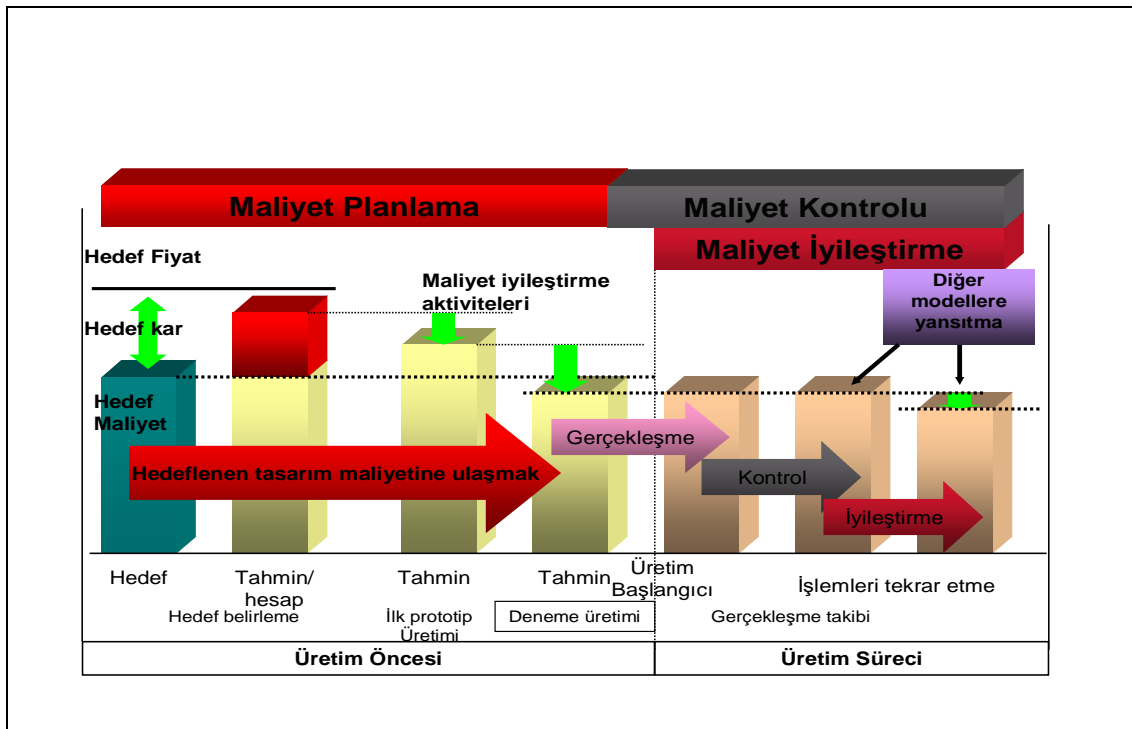 Maliyet Planlama
Maliyet Kontrolu
Maliyet İyileştirme
Hedef Fiyat
Hedef kar
Hedef
Maliyet
Maliyet iyileştirme
aktiviteleri
Diğer
modellere
yansıtma
Hedeflenen tasarım maliyetine ulaşmak
Gerçekleşme
Kontrol
İyileştirme
Hedef
Tahmin/
hesap
Tahmin
Tahmin
Üretim
Başlangıcı
İşlemleri tekrar etme
Hedef belirleme
İlk prototip
Üretimi
Deneme üretimi
Gerçekleşme takibi
Üretim Öncesi
Üretim Süreci